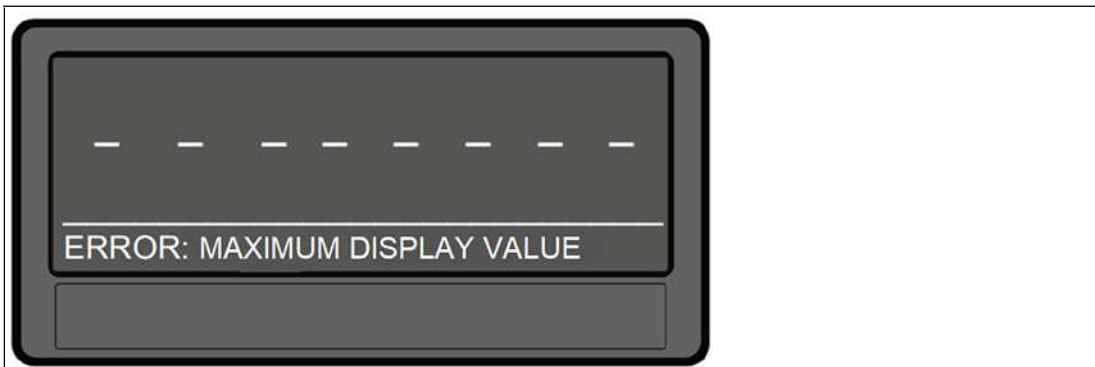 – – – – – – – –
ERROR: MAXIMUM DISPLAY VALUE